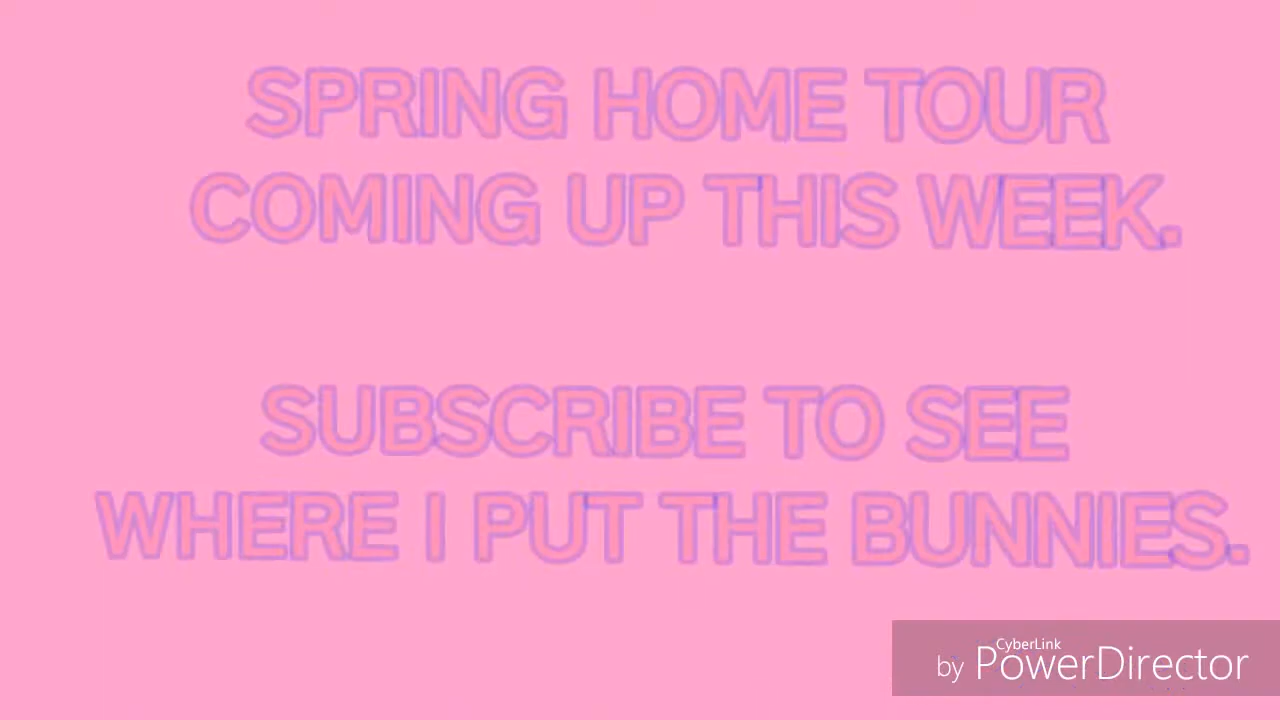 SPRING HOME TOUR
COMING UP THIS WEEK.
SUBSCRIBE TO SEE
WHERE I PUT THE BUNNIES.
CyberLink
by PowerDirector